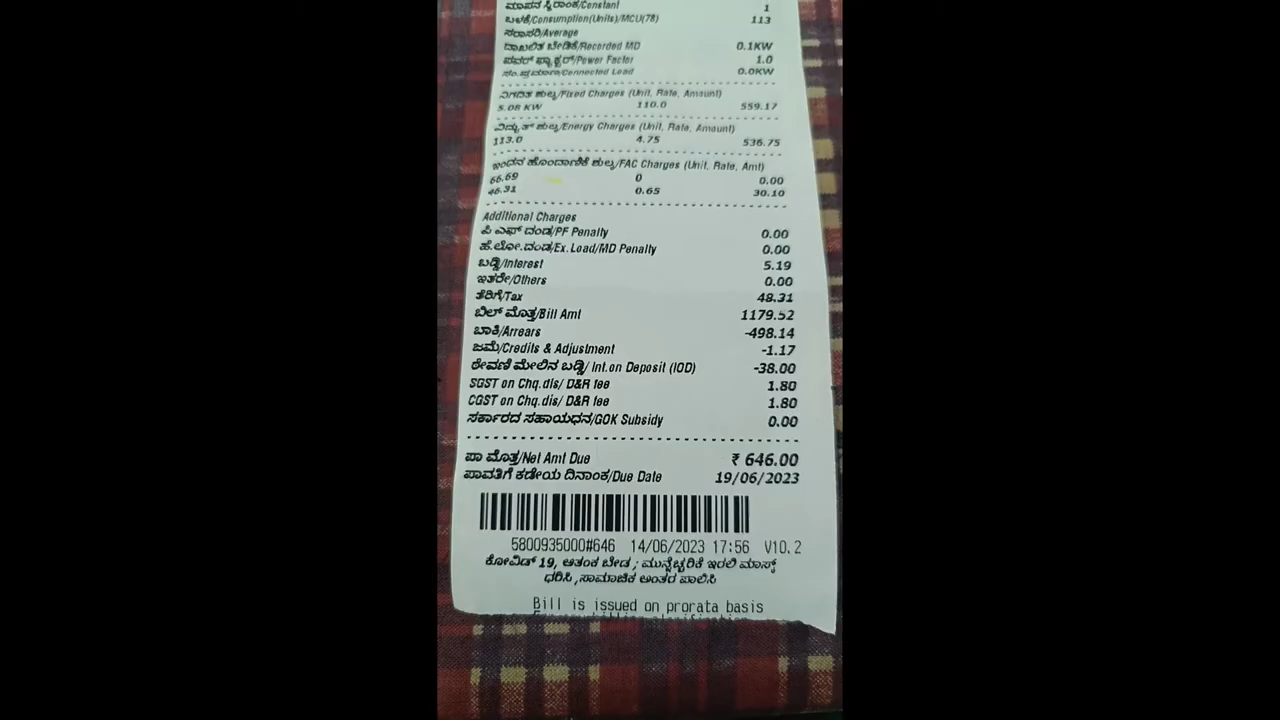 ಮಾಪನ ಸ್ಥಿರಾಂಕ/Constant 1
ಬಳಕೆ/Consumption(Units)/MCU(78) 113
ಸರಾಸರಿ/Average
ದಾಖಲಿತ ಬೇಡಿಕೆ/Recorded MD 0.1KW
ಪವರ್ ಫ್ಯಾಕ್ಟರ್/Power Factor 1.0
ಸಂ.ಪ್ರಮಾಣ/Connected Load 0.0KW
ನಿಗದಿತ ಶುಲ್ಕ/Fixed Charges (Unit, Rate, Amount)
5.08 KW 110.0 559.17
ವಿದ್ಯುತ್ ಶುಲ್ಕ/Energy Charges (Unit, Rate, Amount)
113.0 4.75 536.75
ಇಂದನ ಹೊಂದಾಣಿಕೆ ಶುಲ್ಕ/FAC Charges (Unit, Rate, Amt)
66.69 0 0.00
46.31 0.65 30.10
Additional Charges
ಪಿ ಎಫ್ ದಂಡ/PF Penalty 0.00
ಹೆ.ಲೋ.ದಂಡ/Ex.Load/MD Penalty 0.00
ಬಡ್ಡಿ/Interest 5.19
ಇತರೇ/Others 0.00
ತೆರಿಗೆ/Tax 48.31
ಬಿಲ್ ಮೊತ್ತ/Bill Amt 1179.52
ಬಾಕಿ/Arrears -498.14
ಜಮೆ/Credits & Adjustment -1.17
ಠೇವಣಿ ಮೇಲಿನ ಬಡ್ಡಿ/ Int.on Deposit (IOD) -38.00
SGST on Chq.dis/ D&R fee 1.80
CGST on Chq.dis/ D&R fee 1.80
ಸರ್ಕಾರದ ಸಹಾಯಧನ/GOK Subsidy 0.00
ಪಾ ಮೊತ್ತ/Net Amt Due ₹ 646.00
ಪಾವತಿಗೆ ಕಡೇಯ ದಿನಾಂಕ/Due Date 19/06/2023
5800935000#646 14/06/2023 17:56 V10.2
ಕೋವಿಡ್ 19, ಆತಂಕ ಬೇಡ ; ಮುನ್ನೆಚ್ಚರಿಕೆ ಇರಲಿ ಮಾಸ್ಕ್
ಧರಿಸಿ ,ಸಾಮಾಜಿಕ ಅಂತರ ಪಾಲಿಸಿ
Bill is issued on prorata basis